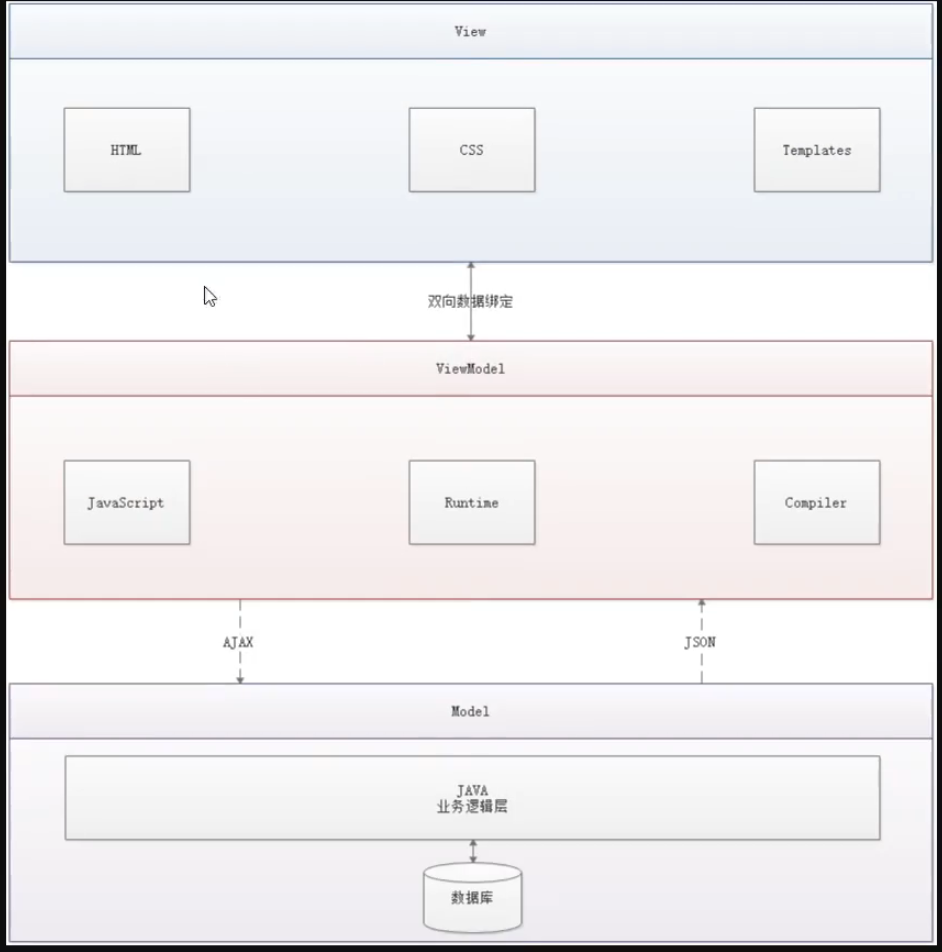 View
HTML
CSS
Templates
双向数据绑定
ViewModel
JavaScript
Runtime
Compiler
AJAX
JSON
Model
JAVA
业务逻辑层
数据库